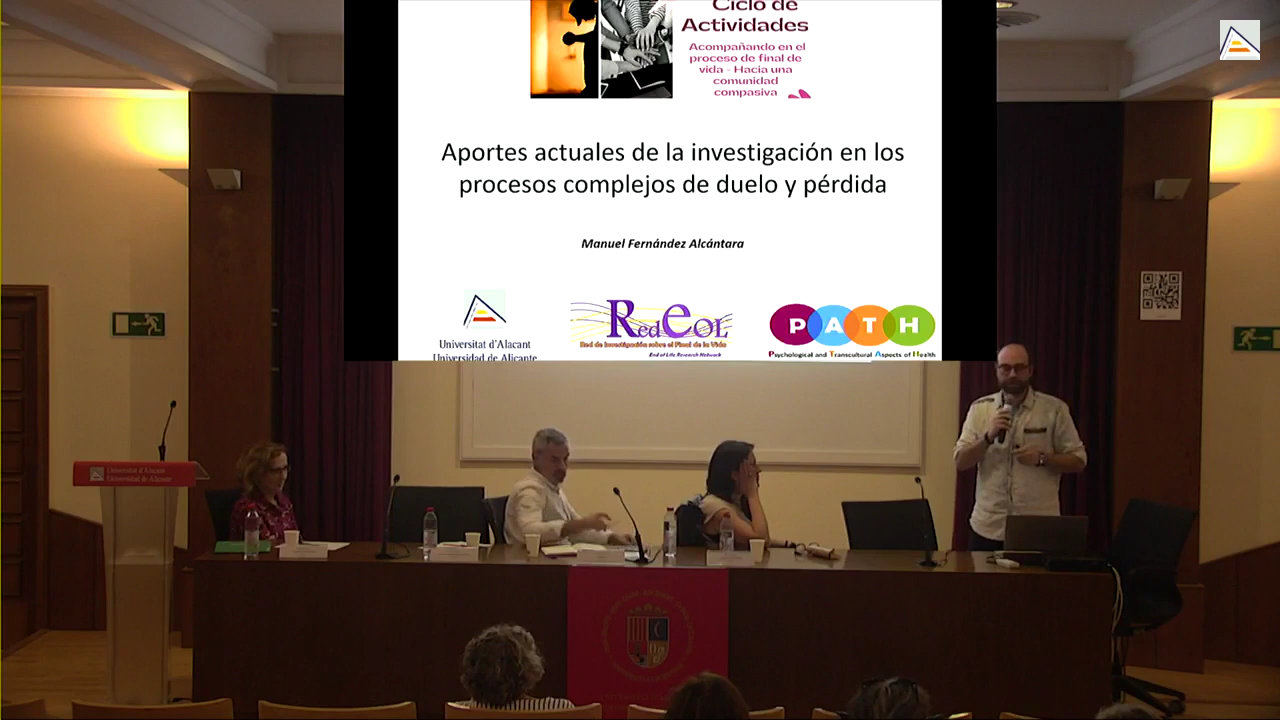 Ciclo de
Actividades
Acompañando en el
proceso de final de
vida - Hacia una
comunidad
compasiva
Aportes actuales de la investigación en los
procesos complejos de duelo y pérdida
Manuel Fernández Alcántara
Universitat d'Alacant
Universidad de Alicante
Red eOL
Red de Investigación sobre el Final de la Vida
End of Life Research Network
PATH
Psychological and Transcultural Aspects of Health
Universitat d'Alacant
Universidad de Alicante